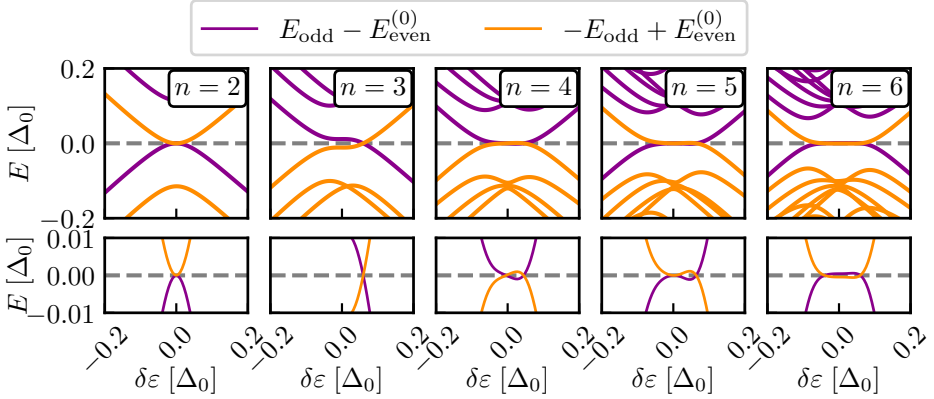 E_odd − E_even^(0) −E_odd + E_even^(0)
n = 2 n = 3 n = 4 n = 5 n = 6
E [Δ₀]
0.2
0.0
−0.2
E [Δ₀]
0.01
0.00
−0.01
−0.2 0.0 0.2 −0.2 0.0 0.2 −0.2 0.0 0.2 −0.2 0.0 0.2 −0.2 0.0 0.2
δε [Δ₀] δε [Δ₀] δε [Δ₀] δε [Δ₀] δε [Δ₀]